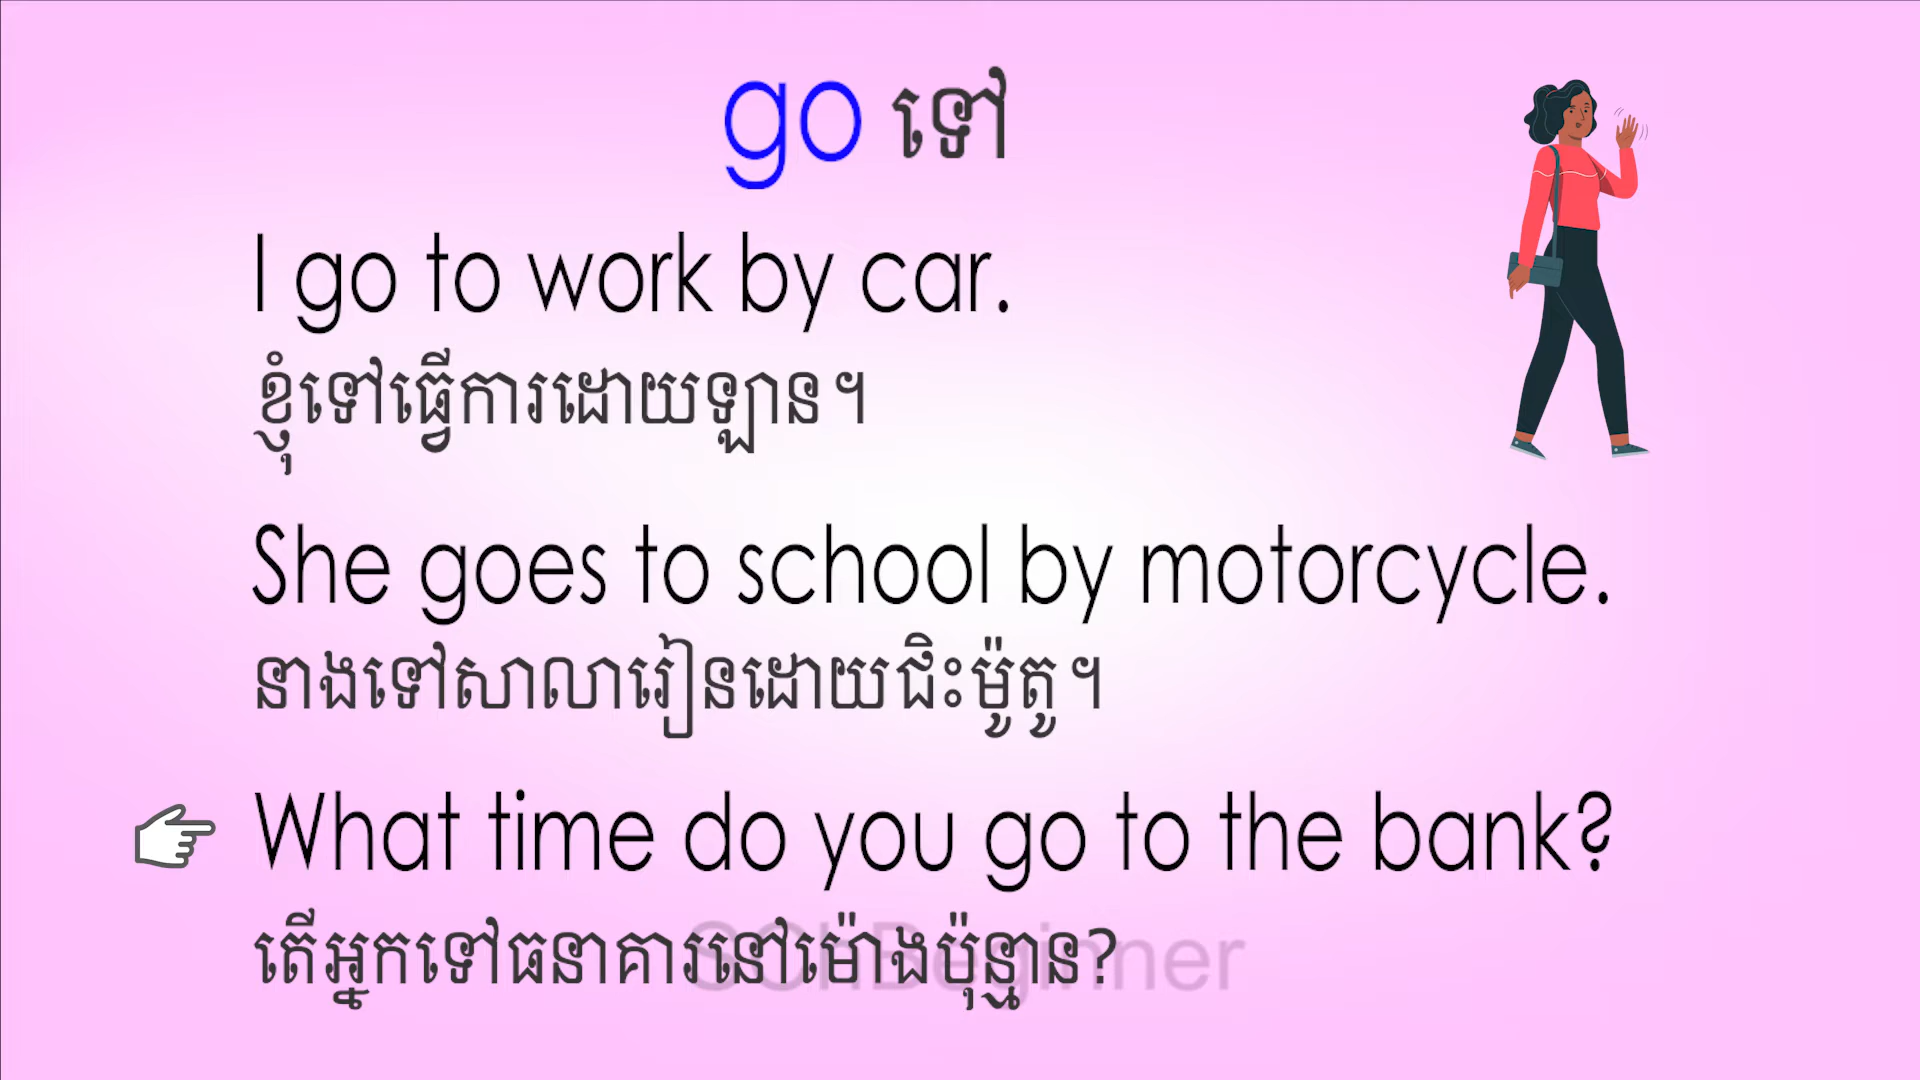 go ទៅ
I go to work by car.
ខ្ញុំទៅធ្វើការដោយឡាន។
She goes to school by motorcycle.
នាងទៅសាលារៀនដោយជិះម៉ូតូ។
What time do you go to the bank?
តើអ្នកទៅធនាគារនៅម៉ោងប៉ុន្មាន?
SChBeginner